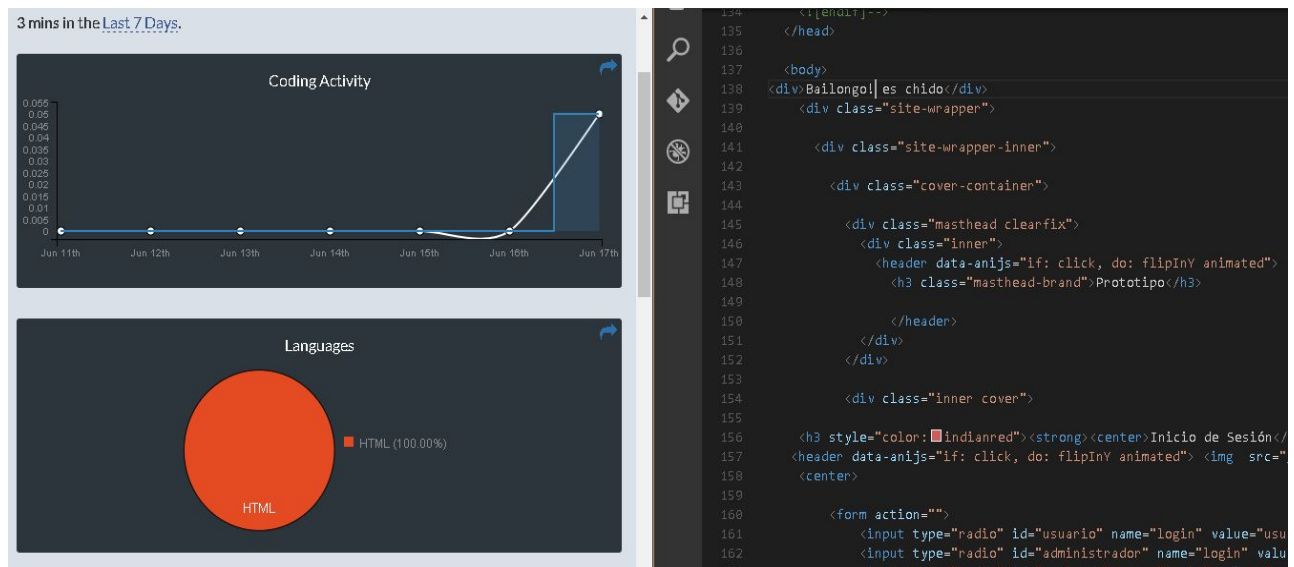 3 mins in the Last 7 Days.
Coding Activity
0.055
0.05
0.045
0.04
0.035
0.03
0.025
0.02
0.015
0.01
0.005
0
Jun 11th Jun 12th Jun 13th Jun 14th Jun 15th Jun 16th Jun 17th
Languages
HTML (100.00%)
HTML
134 <![endif]-->
135 </head>
136
137 <body>
138 <div>Bailongo! es chido</div>
139 <div class="site-wrapper">
140
141 <div class="site-wrapper-inner">
142
143 <div class="cover-container">
144
145 <div class="masthead clearfix">
146 <div class="inner">
147 <header data-anijs="if: click, do: flipInY animated">
148 <h3 class="masthead-brand">Prototipo</h3>
149
150 </header>
151 </div>
152 </div>
153
154 <div class="inner cover">
155
156 <h3 style="color:indianred"><strong><center>Inicio de Sesión</
157 <header data-anijs="if: click, do: flipInY animated"> <img src="
158 <center>
159
160 <form action="">
161 <input type="radio" id="usuario" name="login" value="usu
162 <input type="radio" id="administrador" name="login" valu